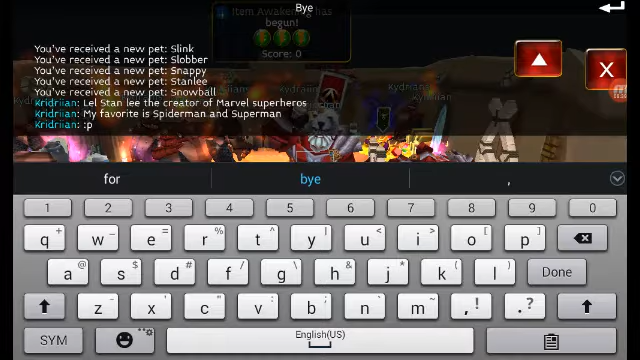 Bye
Item Awakening has
begun!
Score: 0
You've received a new pet: Slink
You've received a new pet: Slobber
You've received a new pet: Snappy
You've received a new pet: Stanlee
You've received a new pet: Snowball
Kridriian: Lel Stan lee the creator of Marvel superheros
Kridriian: My favorite is Spiderman and Superman
Kridriian: :p
X
for bye ,
1 2 3 4 5 6 7 8 9 0
q + w - e = r % t ^ y | u < i > o [ p ]
a @ s $ d # f / g \ h & j * k ( l ) Done
z x c v b n m , ! . ?
SYM English(US)